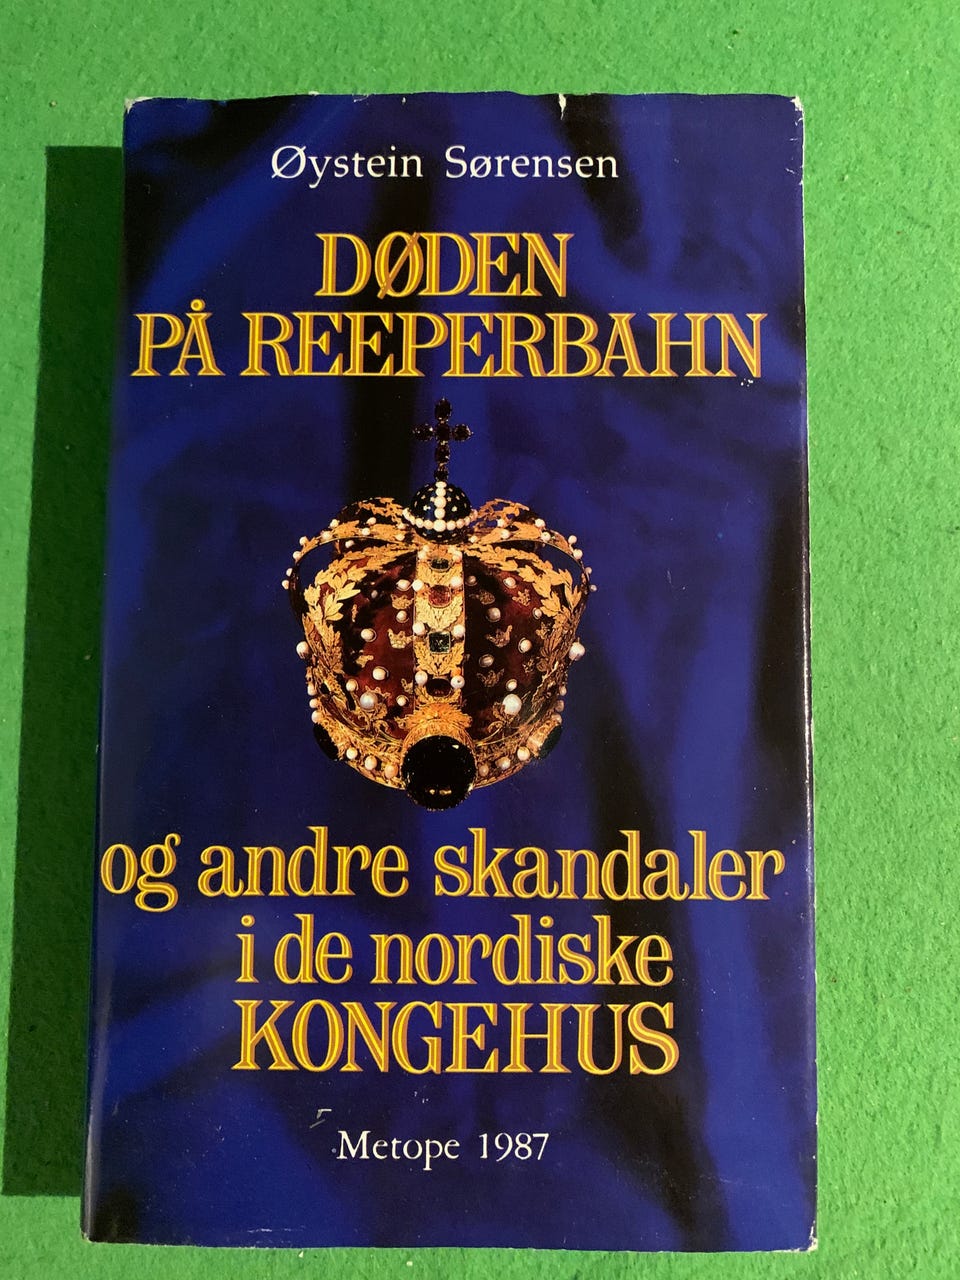 Øystein Sørensen
DØDEN
PÅ REEPERBAHN
og andre skandaler
i de nordiske
KONGEHUS
Metope 1987